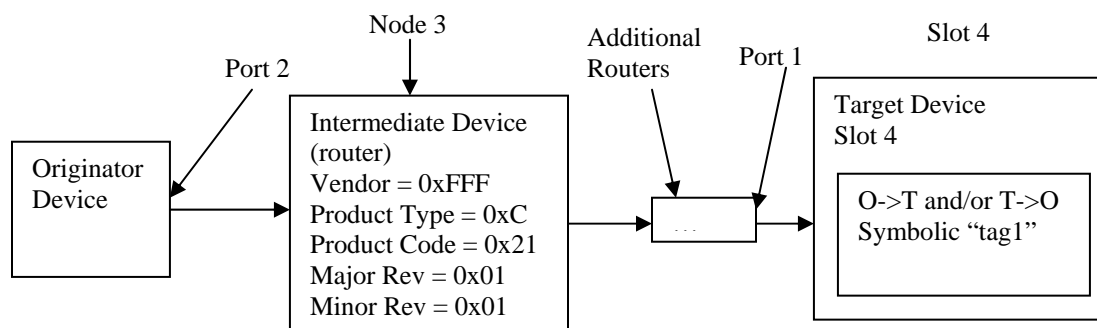 Node 3
Port 2
Additional
Routers
Port 1
Slot 4
Originator
Device
Intermediate Device
(router)
Vendor = 0xFFF
Product Type = 0xC
Product Code = 0x21
Major Rev = 0x01
Minor Rev = 0x01
...
Target Device
Slot 4
O->T and/or T->O
Symbolic “tag1”